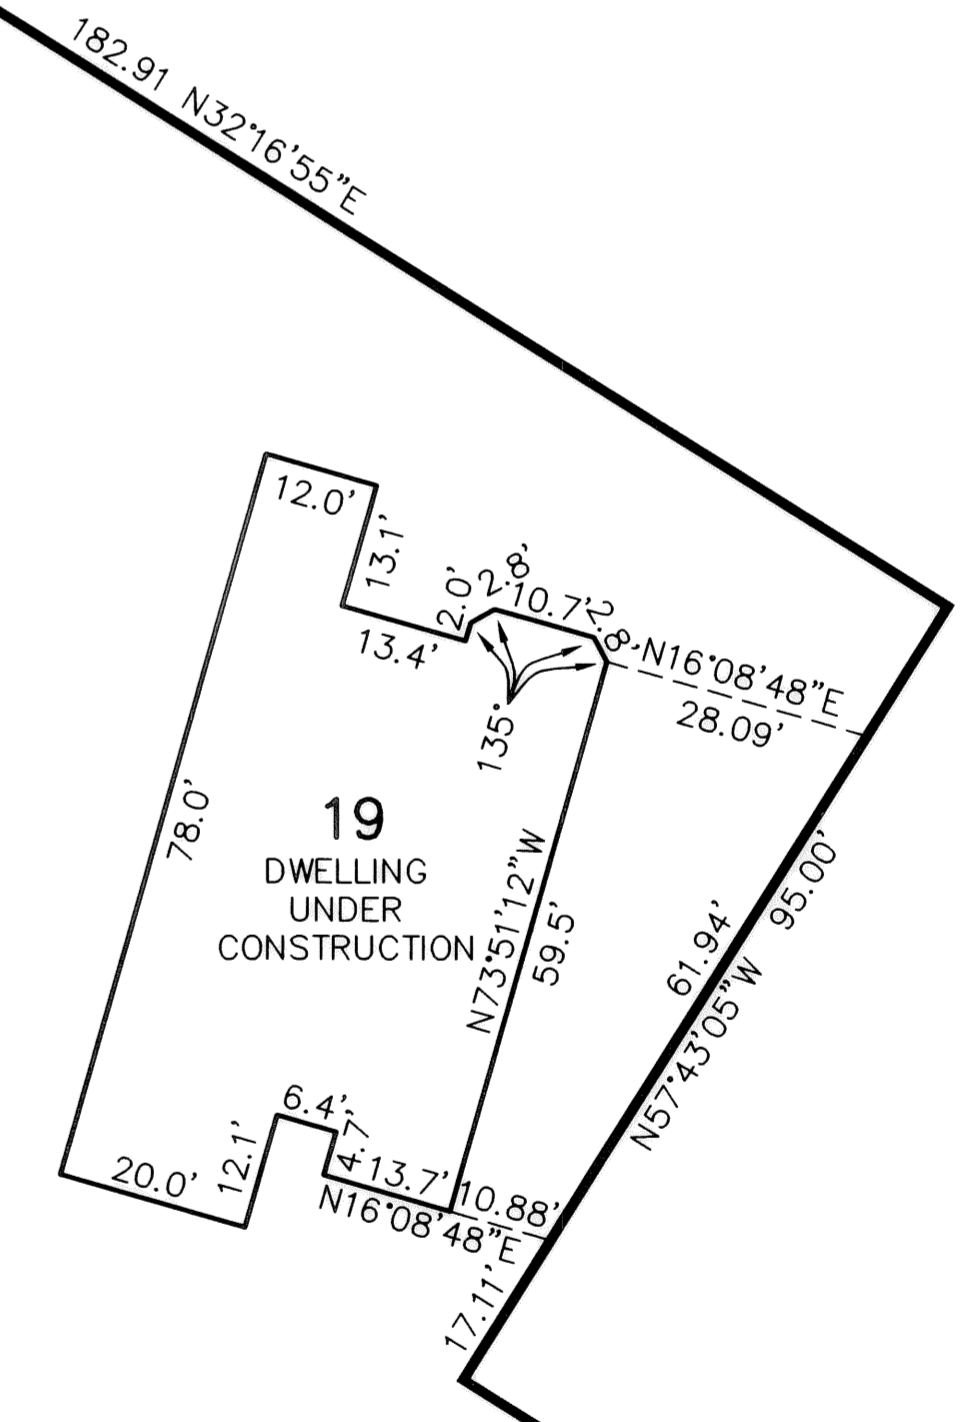 182.91 N32°16'55"E
12.0'
13.1'
13.4'
2.0'
2.8'
10.7'
2.8'
N16°08'48"E
28.09'
135°
78.0'
19
DWELLING
UNDER
CONSTRUCTION
N73°51'12"W
59.5'
61.94'
95.00'
N57°43'05"W
6.4'
4.7'
12.1'
20.0'
13.7'
10.88'
N16°08'48"E
17.11'